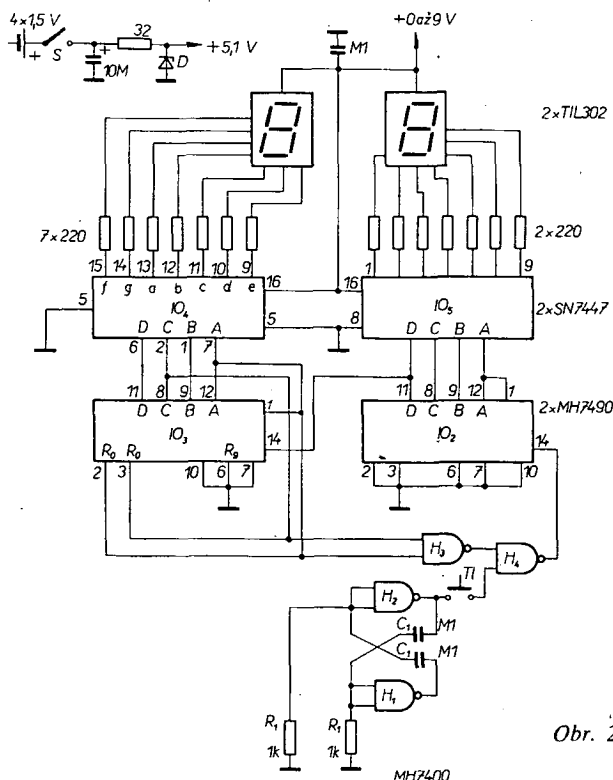 4×1,5 V
+
S
+
10M
32
D
+5,1 V
M1
+0 až 9 V
2×TIL302
7×220
2×220
15 14 13 12 11 10 9
1 9
f g a b c d e
16 16
5
IO4
5 8
IO5
2×SN7447
D C B A
D C B A
6 2 1 7
11 8 9 12
11 8 9 12 1
D C B A
1
D C B A
2×MH7490
IO3
14
IO2
14
R0 R0 R9
2 3 10 6 7
2 3 6 7 10
H3
H4
Tl
H2
C1 M1
C1 M1
H1
R1
1k
R1
1k
Obr. 2
MH7400